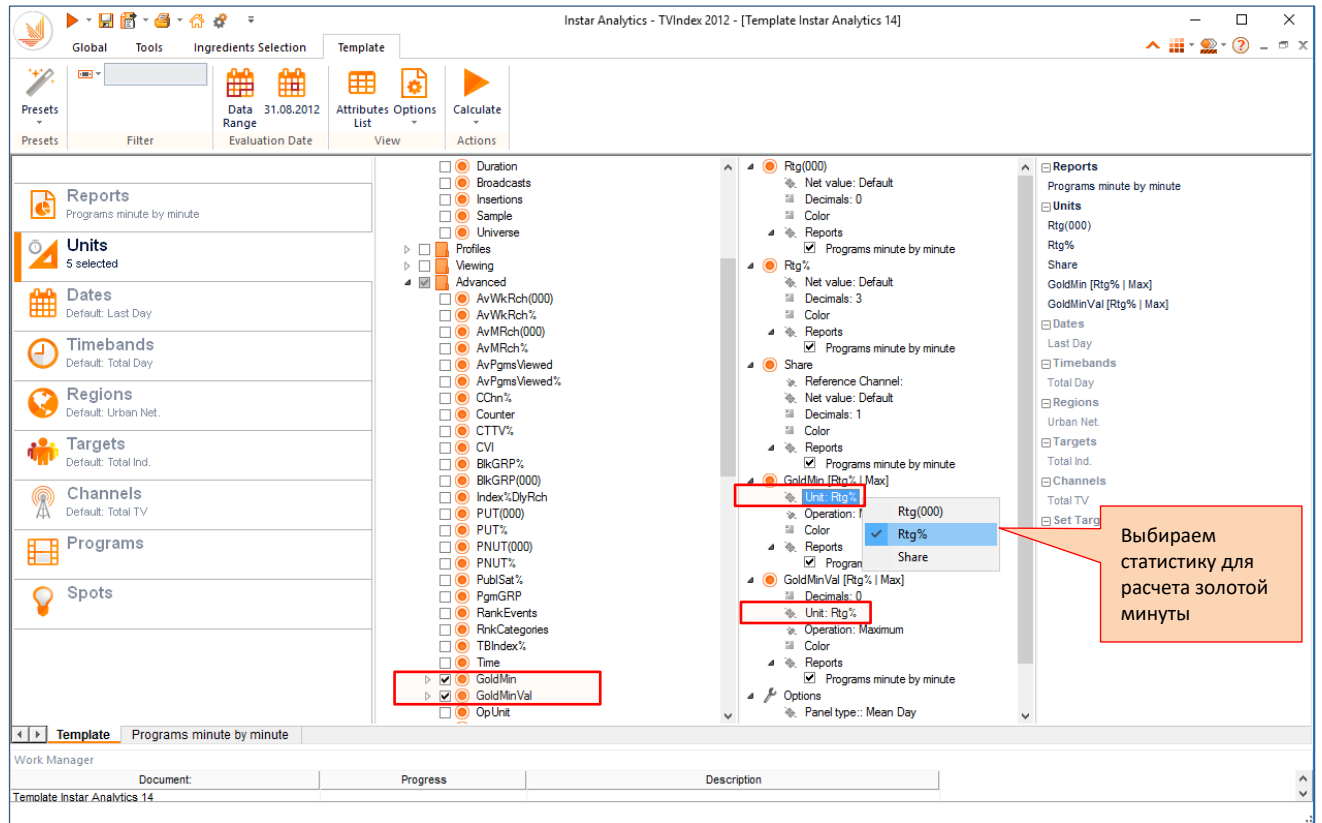 Instar Analytics - TVIndex 2012 - [Template Instar Analytics 14]
Global Tools Ingredients Selection Template
Presets
Data Range
31.08.2012
Attributes List
Options
Calculate
Presets Filter Evaluation Date View Actions
Reports
Programs minute by minute
Units
5 selected
Dates
Default: Last Day
Timebands
Default: Total Day
Regions
Default: Urban Net.
Targets
Default: Total Ind.
Channels
Default: Total TV
Programs
Spots
Duration
Broadcasts
Insertions
Sample
Universe
Profiles
Viewing
Advanced
AvWkRch(000)
AvWkRch%
AvMRch(000)
AvMRch%
AvPgmsViewed
AvPgmsViewed%
CChn%
Counter
CTTV%
CVI
BlkGRP%
BlkGRP(000)
Index%DlyRch
PUT(000)
PUT%
PNUT(000)
PNUT%
PublSat%
PgmGRP
RankEvents
RnkCategories
TBIndex%
Time
GoldMin
GoldMinVal
OpUnit
Rtg(000)
Net value: Default
Decimals: 0
Color
Reports
Programs minute by minute
Rtg%
Net value: Default
Decimals: 3
Color
Reports
Programs minute by minute
Share
Reference Channel:
Net value: Default
Decimals: 1
Color
Reports
Programs minute by minute
GoldMin [Rtg% | Max]
Unit: Rtg%
Operation:
Color
Reports
Program
GoldMinVal [Rtg% | Max]
Decimals: 0
Unit: Rtg%
Operation: Maximum
Color
Reports
Programs minute by minute
Options
Panel type:: Mean Day
Rtg(000)
Rtg%
Share
Reports
Programs minute by minute
Units
Rtg(000)
Rtg%
Share
GoldMin [Rtg% | Max]
GoldMinVal [Rtg% | Max]
Dates
Last Day
Timebands
Total Day
Regions
Urban Net.
Targets
Total Ind.
Channels
Total TV
Set Targ
Выбираем
статистику для
расчета золотой
минуты
Template Programs minute by minute
Work Manager
Document: Progress Description
Template Instar Analytics 14